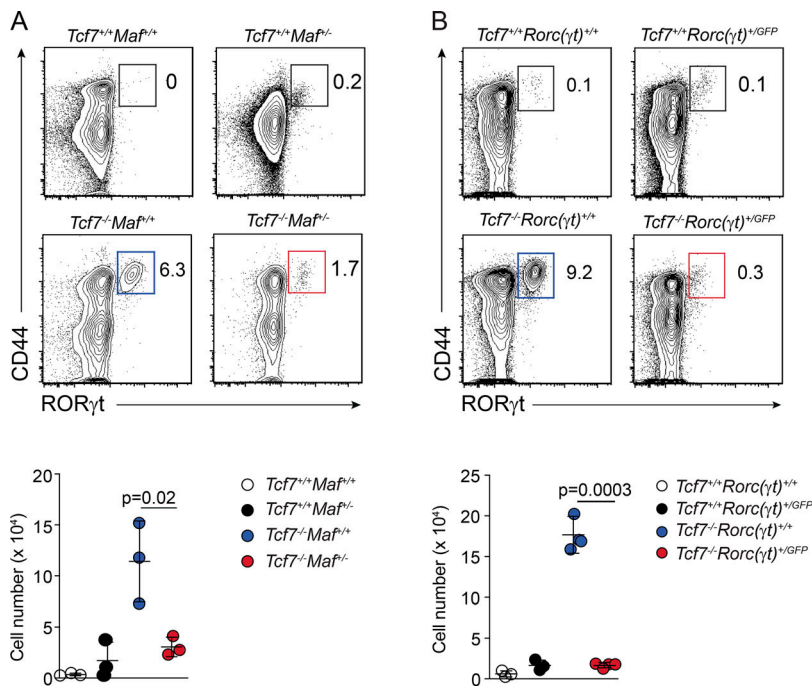 A
Tcf7+/+Maf+/+
Tcf7+/+Maf+/-
0
0.2
Tcf7-/-Maf+/+
Tcf7-/-Maf+/-
6.3
1.7
CD44
RORγt
20
15
10
5
0
Cell number (x 10⁴)
p=0.02
Tcf7+/+Maf+/+
Tcf7+/+Maf+/-
Tcf7-/-Maf+/+
Tcf7-/-Maf+/-
B
Tcf7+/+Rorc(γt)+/+
Tcf7+/+Rorc(γt)+/GFP
0.1
0.1
Tcf7-/-Rorc(γt)+/+
Tcf7-/-Rorc(γt)+/GFP
9.2
0.3
CD44
RORγt
25
20
15
10
5
0
Cell number (x 10⁴)
p=0.0003
Tcf7+/+Rorc(γt)+/+
Tcf7+/+Rorc(γt)+/GFP
Tcf7-/-Rorc(γt)+/+
Tcf7-/-Rorc(γt)+/GFP